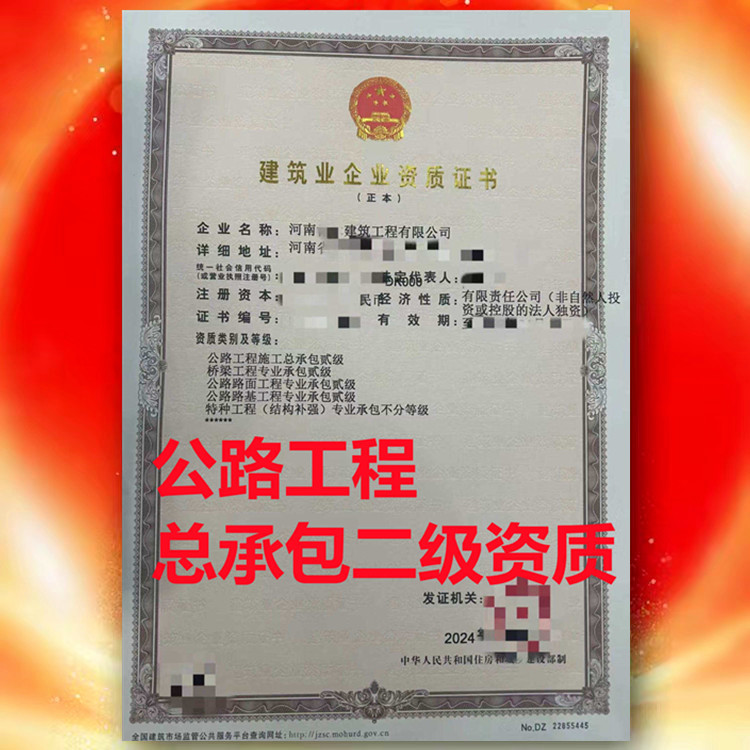 建筑业企业资质证书
(正本)
企业名称：河南 建筑工程有限公司
详细地址：河南
统一社会信用代码
(或营业执照注册号)： 法定代表人：
DR009
注册资本： 民币 经济性质：有限责任公司（非自然人投
资或控股的法人独资）
证书编号： 有效期：至
资质类别及等级：
公路工程施工总承包贰级
桥梁工程专业承包贰级
公路路面工程专业承包贰级
公路路基工程专业承包贰级
特种工程（结构补强）专业承包不分等级
******
公路工程
总承包二级资质
发证机关：
2024年
中华人民共和国住房和 建设部制
全国建筑市场监管公共服务平台查询网址：http://jzsc.mohurd.gov.cn
No.DZ 22855445